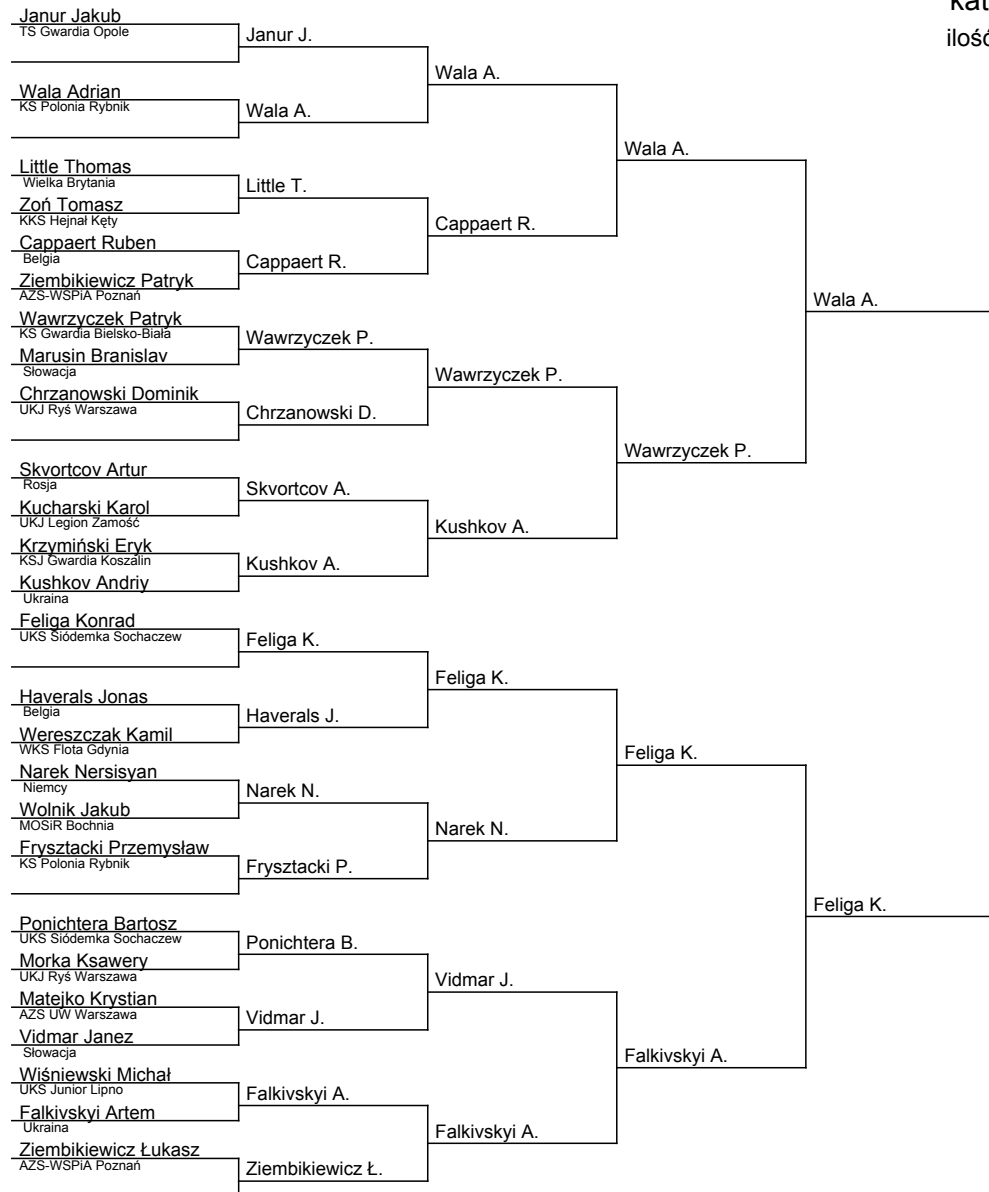 kat
ilość
Janur Jakub
TS Gwardia Opole
Wala Adrian
KS Polonia Rybnik
Little Thomas
Wielka Brytania
Zoń Tomasz
KKS Hejnał Kęty
Cappaert Ruben
Belgia
Ziembikiewicz Patryk
AZS-WSPiA Poznań
Wawrzyczek Patryk
KS Gwardia Bielsko-Biała
Marusin Branislav
Słowacja
Chrzanowski Dominik
UKJ Ryś Warszawa
Skvortcov Artur
Rosja
Kucharski Karol
UKJ Legion Zamość
Krzymiński Eryk
KSJ Gwardia Koszalin
Kushkov Andriy
Ukraina
Feliga Konrad
UKS Siódemka Sochaczew
Haverals Jonas
Belgia
Wereszczak Kamil
WKS Flota Gdynia
Narek Nersisyan
Niemcy
Wolnik Jakub
MOSiR Bochnia
Frysztacki Przemysław
KS Polonia Rybnik
Ponichtera Bartosz
UKS Siódemka Sochaczew
Morka Ksawery
UKJ Ryś Warszawa
Matejko Krystian
AZS UW Warszawa
Vidmar Janez
Słowacja
Wiśniewski Michał
UKS Junior Lipno
Falkivskyi Artem
Ukraina
Ziembikiewicz Łukasz
AZS-WSPiA Poznań
Janur J.
Wala A.
Little T.
Cappaert R.
Wawrzyczek P.
Chrzanowski D.
Skvortcov A.
Kushkov A.
Feliga K.
Haverals J.
Narek N.
Frysztacki P.
Ponichtera B.
Vidmar J.
Falkivskyi A.
Ziembikiewicz Ł.
Wala A.
Cappaert R.
Wawrzyczek P.
Kushkov A.
Feliga K.
Narek N.
Vidmar J.
Falkivskyi A.
Wala A.
Wawrzyczek P.
Feliga K.
Falkivskyi A.
Wala A.
Feliga K.